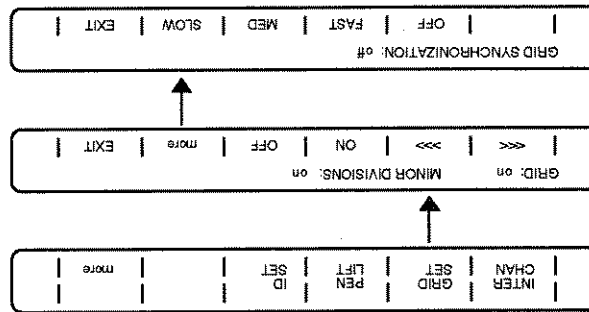 INTER | GRID | PEN | ID | | more
CHAN | SET | LIFT | SET
GRID: on MINOR DIVISIONS: on
<<< | >>> | ON | OFF | more | EXIT
GRID SYNCHRONIZATION: off
| OFF | FAST | MED | SLOW | EXIT